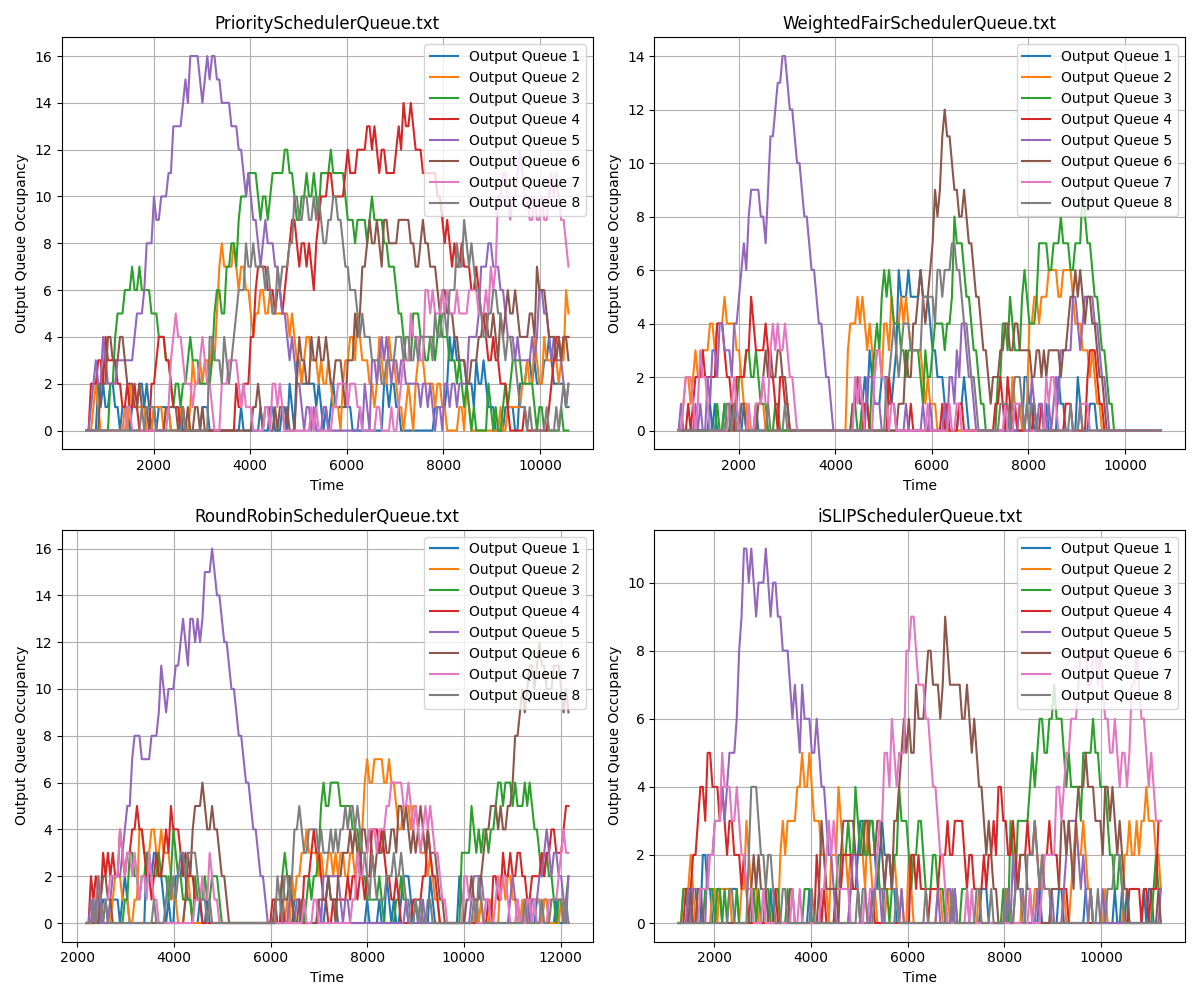 PrioritySchedulerQueue.txt
Output Queue Occupancy
16
14
12
10
8
6
4
2
0
2000
4000
6000
8000
10000
Time
Output Queue 1
Output Queue 2
Output Queue 3
Output Queue 4
Output Queue 5
Output Queue 6
Output Queue 7
Output Queue 8
WeightedFairSchedulerQueue.txt
Output Queue Occupancy
14
12
10
8
6
4
2
0
2000
4000
6000
8000
10000
Time
Output Queue 1
Output Queue 2
Output Queue 3
Output Queue 4
Output Queue 5
Output Queue 6
Output Queue 7
Output Queue 8
RoundRobinSchedulerQueue.txt
Output Queue Occupancy
16
14
12
10
8
6
4
2
0
2000
4000
6000
8000
10000
12000
Time
Output Queue 1
Output Queue 2
Output Queue 3
Output Queue 4
Output Queue 5
Output Queue 6
Output Queue 7
Output Queue 8
iSLIPSchedulerQueue.txt
Output Queue Occupancy
10
8
6
4
2
0
2000
4000
6000
8000
10000
Time
Output Queue 1
Output Queue 2
Output Queue 3
Output Queue 4
Output Queue 5
Output Queue 6
Output Queue 7
Output Queue 8